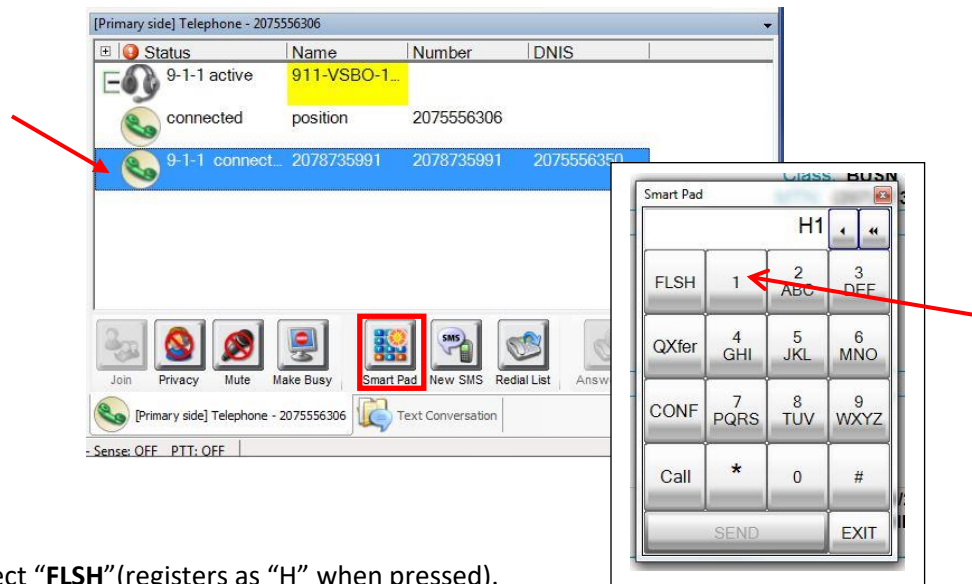 [Primary side] Telephone - 2075556306
Status Name Number DNIS
9-1-1 active 911-VSBO-1...
connected position 2075556306
9-1-1 connect... 2078735991 2078735991 2075556350
Class: BUSN
Smart Pad
H1
FLSH 1 2 ABC 3 DEF
QXfer 4 GHI 5 JKL 6 MNO
CONF 7 PQRS 8 TUV 9 WXYZ
Call * 0 #
SEND EXIT
Join Privacy Mute Make Busy Smart Pad SMS New SMS Redial List Answ
[Primary side] Telephone - 2075556306 Text Conversation
- Sense: OFF PTT: OFF
ect “FLSH”(registers as “H” when pressed).